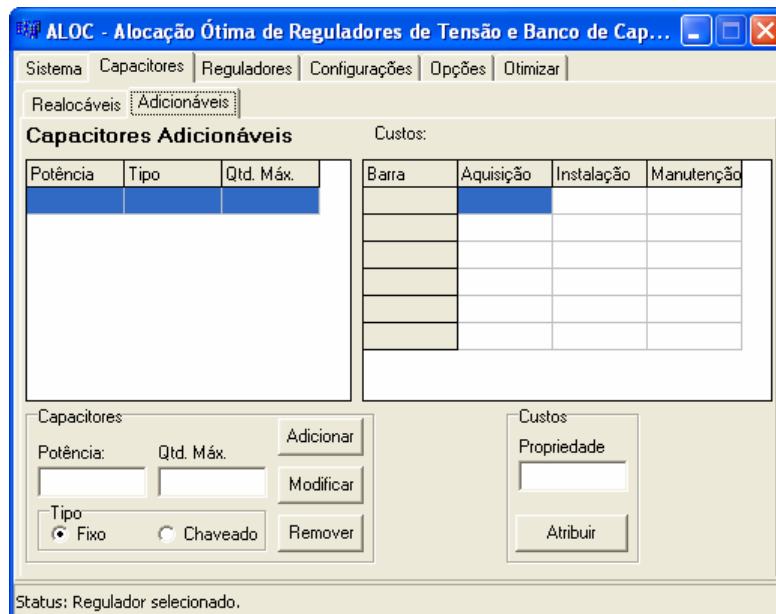 ALOC - Alocação Ótima de Reguladores de Tensão e Banco de Cap...
Sistema Capacitores Reguladores Configurações Opções Otimizar
Realocáveis Adicionáveis
Capacitores Adicionáveis Custos:
Potência Tipo Qtd. Máx. Barra Aquisição Instalação Manutenção
Capacitores Custos
Adicionar
Potência: Qtd. Máx. Propriedade
Modificar
Tipo
Fixo Chaveado Remover Atribuir
Status: Regulador selecionado.